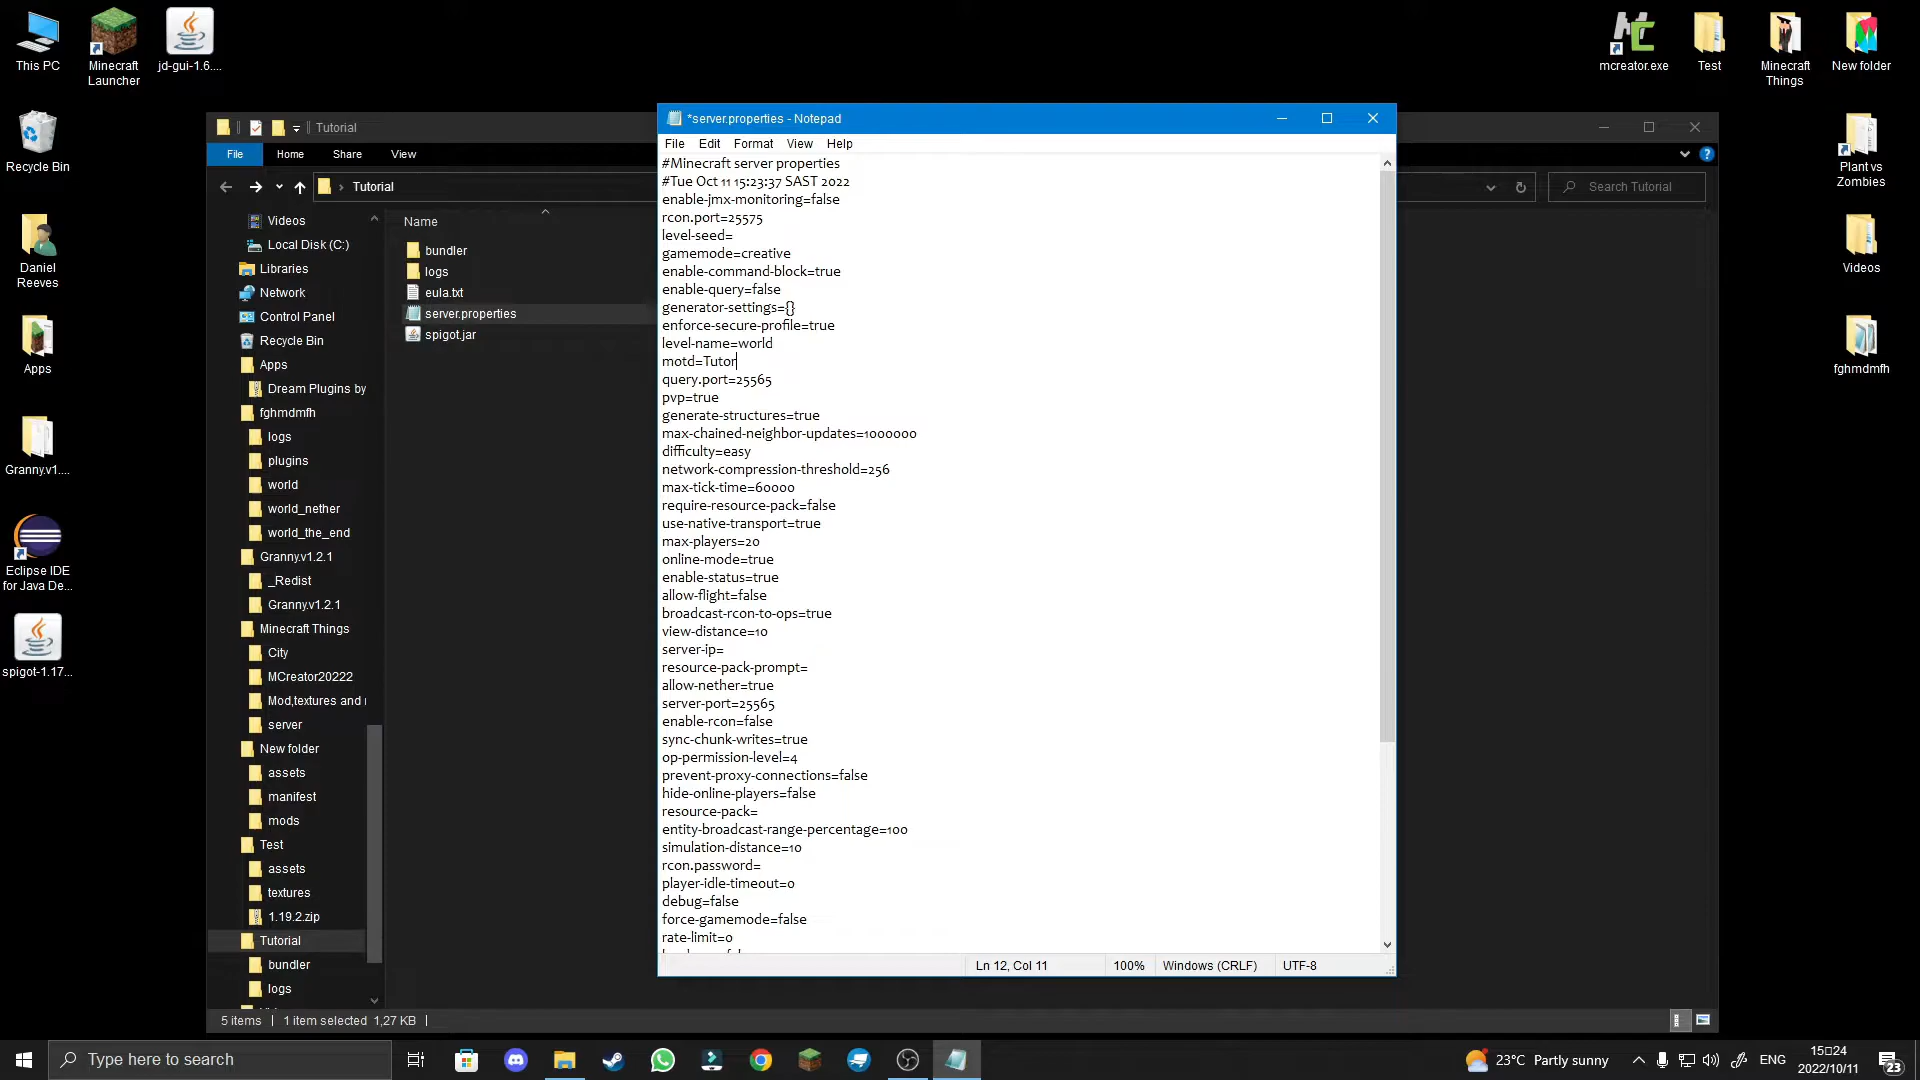 This PC
Minecraft
Launcher
jd-gui-1.6....
Recycle Bin
Daniel
Reeves
Apps
Granny.v1....
Eclipse IDE
for Java De...
spigot-1.17...
mcreator.exe
Test
Minecraft
Things
New folder
Plant vs
Zombies
Videos
fghmdmfh
Tutorial
File
Home
Share
View
Tutorial
Search Tutorial
Videos
Local Disk (C:)
Libraries
Network
Control Panel
Recycle Bin
Apps
Dream Plugins by
fghmdmfh
logs
plugins
world
world_nether
world_the_end
Granny.v1.2.1
_Redist
Granny.v1.2.1
Minecraft Things
City
MCreator20222
Mod,textures and
server
New folder
assets
manifest
mods
Test
assets
textures
1.19.2.zip
Tutorial
bundler
logs
Name
bundler
logs
eula.txt
server.properties
spigot.jar
5 items
1 item selected 1,27 KB
*server.properties - Notepad
File Edit Format View Help
#Minecraft server properties
#Tue Oct 11 15:23:37 SAST 2022
enable-jmx-monitoring=false
rcon.port=25575
level-seed=
gamemode=creative
enable-command-block=true
enable-query=false
generator-settings={}
enforce-secure-profile=true
level-name=world
motd=Tutor
query.port=25565
pvp=true
generate-structures=true
max-chained-neighbor-updates=1000000
difficulty=easy
network-compression-threshold=256
max-tick-time=60000
require-resource-pack=false
use-native-transport=true
max-players=20
online-mode=true
enable-status=true
allow-flight=false
broadcast-rcon-to-ops=true
view-distance=10
server-ip=
resource-pack-prompt=
allow-nether=true
server-port=25565
enable-rcon=false
sync-chunk-writes=true
op-permission-level=4
prevent-proxy-connections=false
hide-online-players=false
resource-pack=
entity-broadcast-range-percentage=100
simulation-distance=10
rcon.password=
player-idle-timeout=0
debug=false
force-gamemode=false
rate-limit=0
Ln 12, Col 11
100%
Windows (CRLF)
UTF-8
Type here to search
23°C Partly sunny
ENG
15□24
2022/10/11
23